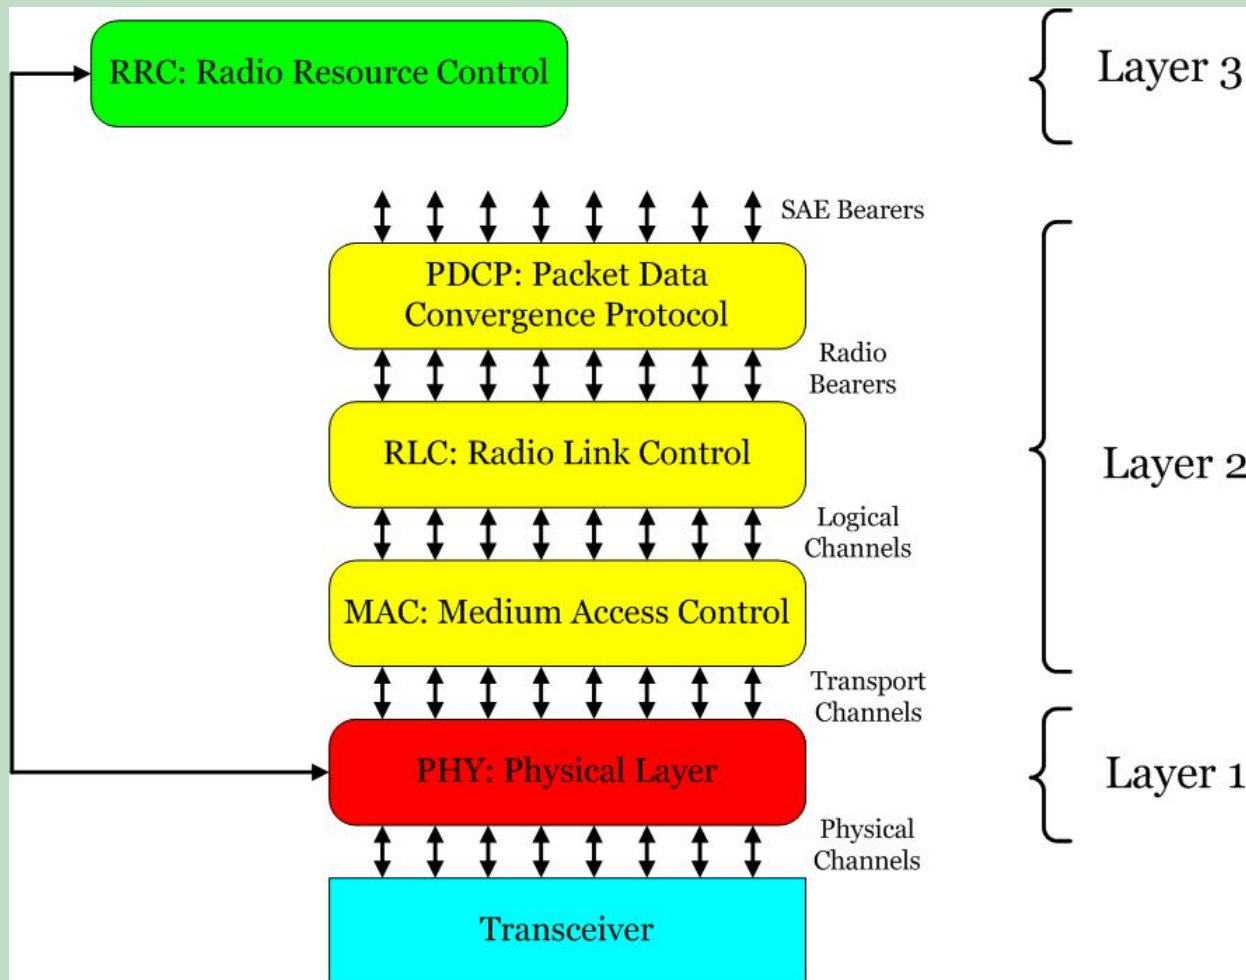 RRC: Radio Resource Control
Layer 3
SAE Bearers
PDCP: Packet Data
Convergence Protocol
Radio
Bearers
RLC: Radio Link Control
Layer 2
Logical
Channels
MAC: Medium Access Control
Transport
Channels
PHY: Physical Layer
Layer 1
Physical
Channels
Transceiver